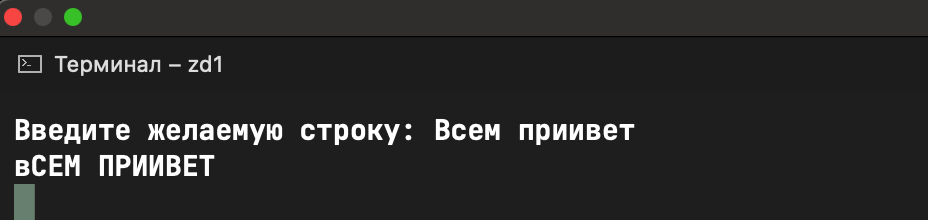 Терминал – zd1
Введите желаемую строку: Всем приивет
вСЕМ ПРИИВЕТ